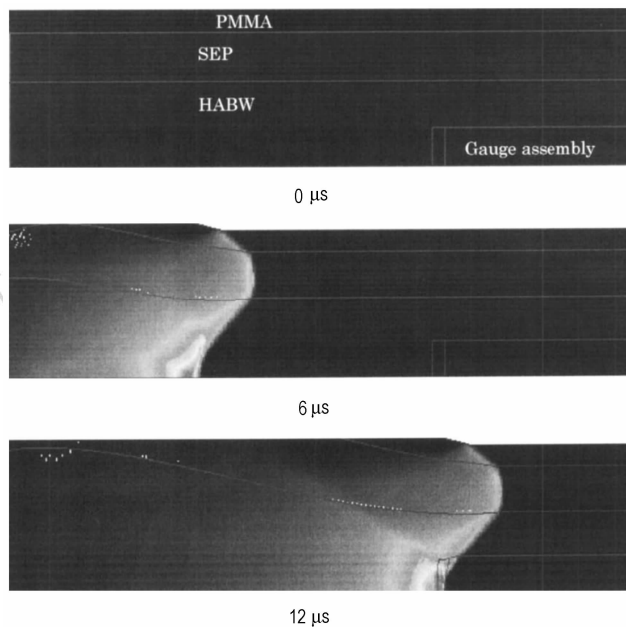 PMMA
SEP
HABW
Gauge assembly
0 μs
6 μs
12 μs